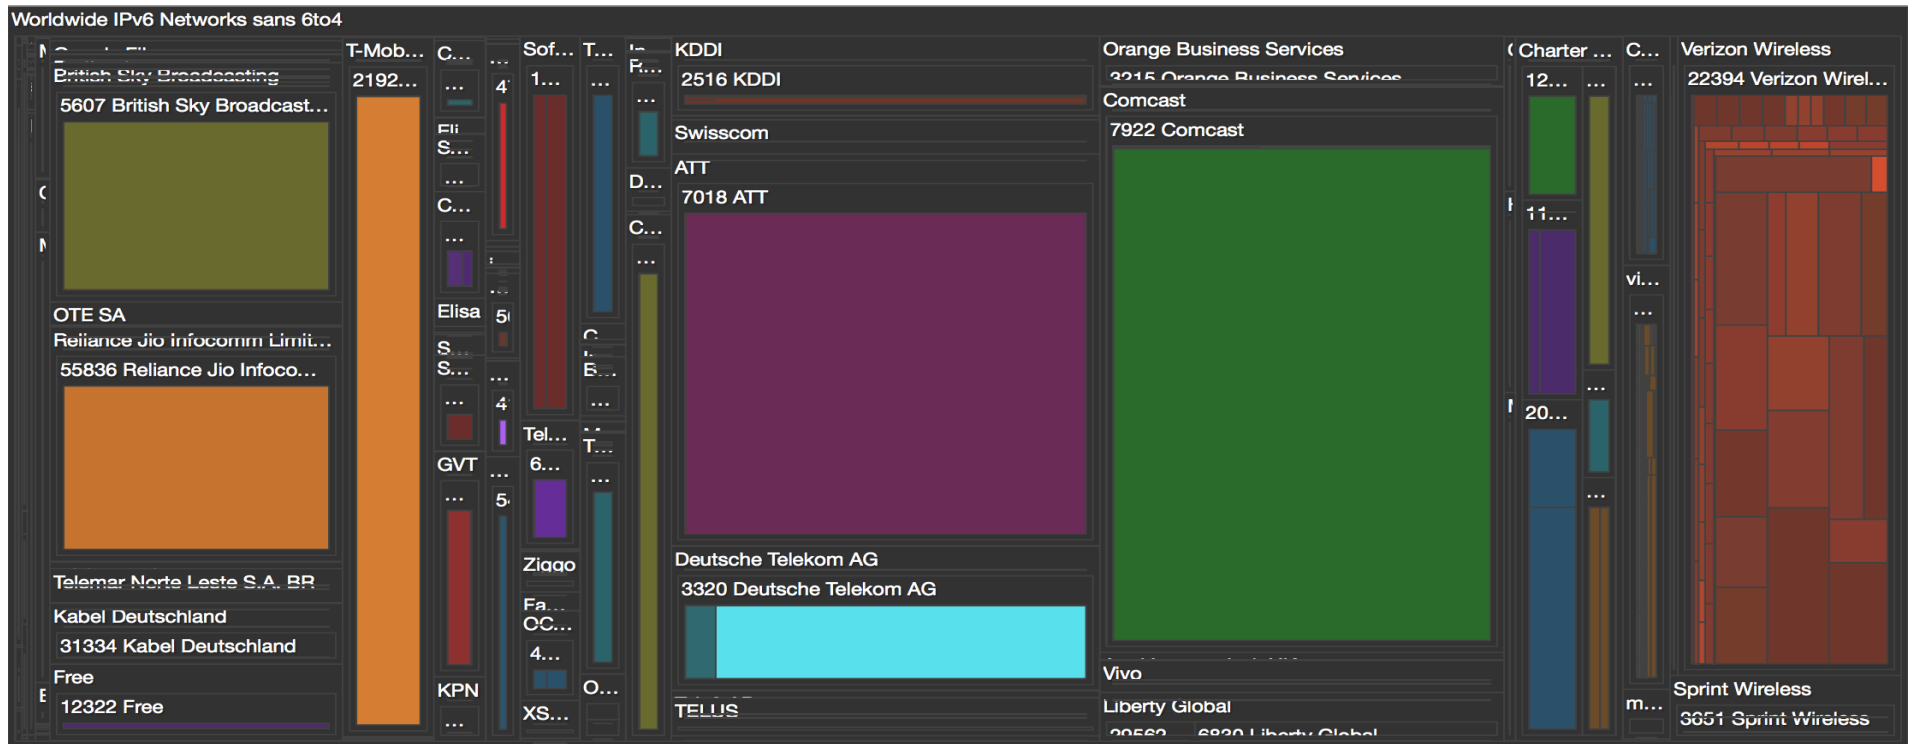 Worldwide IPv6 Networks sans 6to4
British Sky Broadcasting
5607 British Sky Broadcast...
OTE SA
Reliance Jio Infocomm Limit...
55836 Reliance Jio Infoco...
Telemar Norte Leste S.A. BR
Kabel Deutschland
31334 Kabel Deutschland
Free
12322 Free
T-Mob...
2192...
C...
...
Eli
S...
...
C...
...
Elisa
S...
S...
...
GVT
...
KPN
...
...
4
...
5
...
4
...
5
Sof...
1...
Tel...
6...
Ziggo
Fa...
OC...
4...
XS...
T...
...
C
B...
...
T...
...
O...
R...
...
D...
C...
...
KDDI
2516 KDDI
Swisscom
ATT
7018 ATT
Deutsche Telekom AG
3320 Deutsche Telekom AG
TELUS
Orange Business Services
3215 Orange Business Services
Comcast
7922 Comcast
Vivo
Liberty Global
29562
6830 Liberty Global
Charter ...
12...
11...
20...
...
...
...
C...
...
vi...
...
m...
Verizon Wireless
22394 Verizon Wirel...
Sprint Wireless
3651 Sprint Wireless